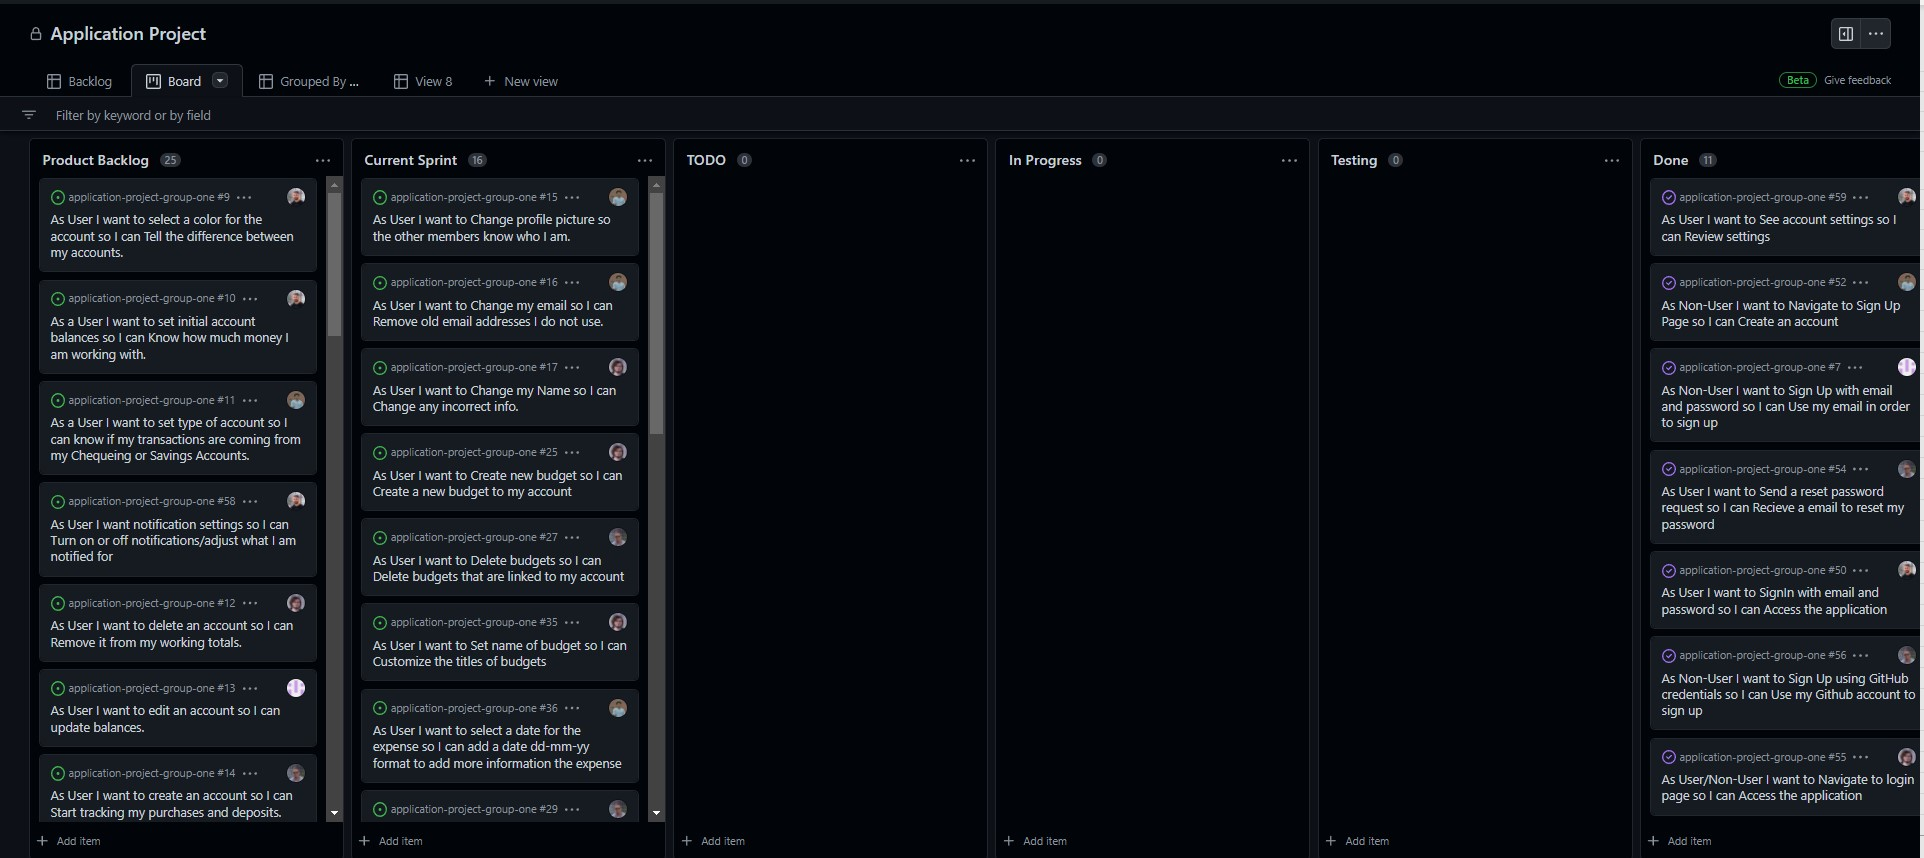 Application Project
Backlog
Board
Grouped By ...
View 8
New view
Beta
Give feedback
Filter by keyword or by field
Product Backlog 25
application-project-group-one #9
As User I want to select a color for the
account so I can Tell the difference between
my accounts.
application-project-group-one #10
As a User I want to set initial account
balances so I can Know how much money I
am working with.
application-project-group-one #11
As a User I want to set type of account so I
can know if my transactions are coming from
my Chequeing or Savings Accounts.
application-project-group-one #58
As User I want notification settings so I can
Turn on or off notifications/adjust what I am
notified for
application-project-group-one #12
As User I want to delete an account so I can
Remove it from my working totals.
application-project-group-one #13
As User I want to edit an account so I can
update balances.
application-project-group-one #14
As User I want to create an account so I can
Start tracking my purchases and deposits.
Add item
Current Sprint 16
application-project-group-one #15
As User I want to Change profile picture so
the other members know who I am.
application-project-group-one #16
As User I want to Change my email so I can
Remove old email addresses I do not use.
application-project-group-one #17
As User I want to Change my Name so I can
Change any incorrect info.
application-project-group-one #25
As User I want to Create new budget so I can
Create a new budget to my account
application-project-group-one #27
As User I want to Delete budgets so I can
Delete budgets that are linked to my account
application-project-group-one #35
As User I want to Set name of budget so I can
Customize the titles of budgets
application-project-group-one #36
As User I want to select a date for the
expense so I can add a date dd-mm-yy
format to add more information the expense
application-project-group-one #29
Add item
TODO 0
Add item
In Progress 0
Add item
Testing 0
Add item
Done 11
application-project-group-one #59
As User I want to See account settings so I
can Review settings
application-project-group-one #52
As Non-User I want to Navigate to Sign Up
Page so I can Create an account
application-project-group-one #7
As Non-User I want to Sign Up with email
and password so I can Use my email in order
to sign up
application-project-group-one #54
As User I want to Send a reset password
request so I can Recieve a email to reset my
password
application-project-group-one #50
As User I want to SignIn with email and
password so I can Access the application
application-project-group-one #56
As Non-User I want to Sign Up using GitHub
credentials so I can Use my Github account to
sign up
application-project-group-one #55
As User/Non-User I want to Navigate to login
page so I can Access the application
Add item